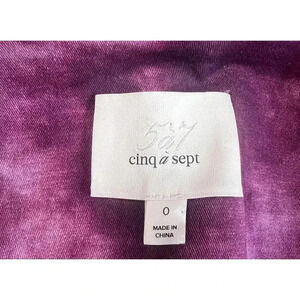 5à7
cinq à sept
0
MADE IN
CHINA